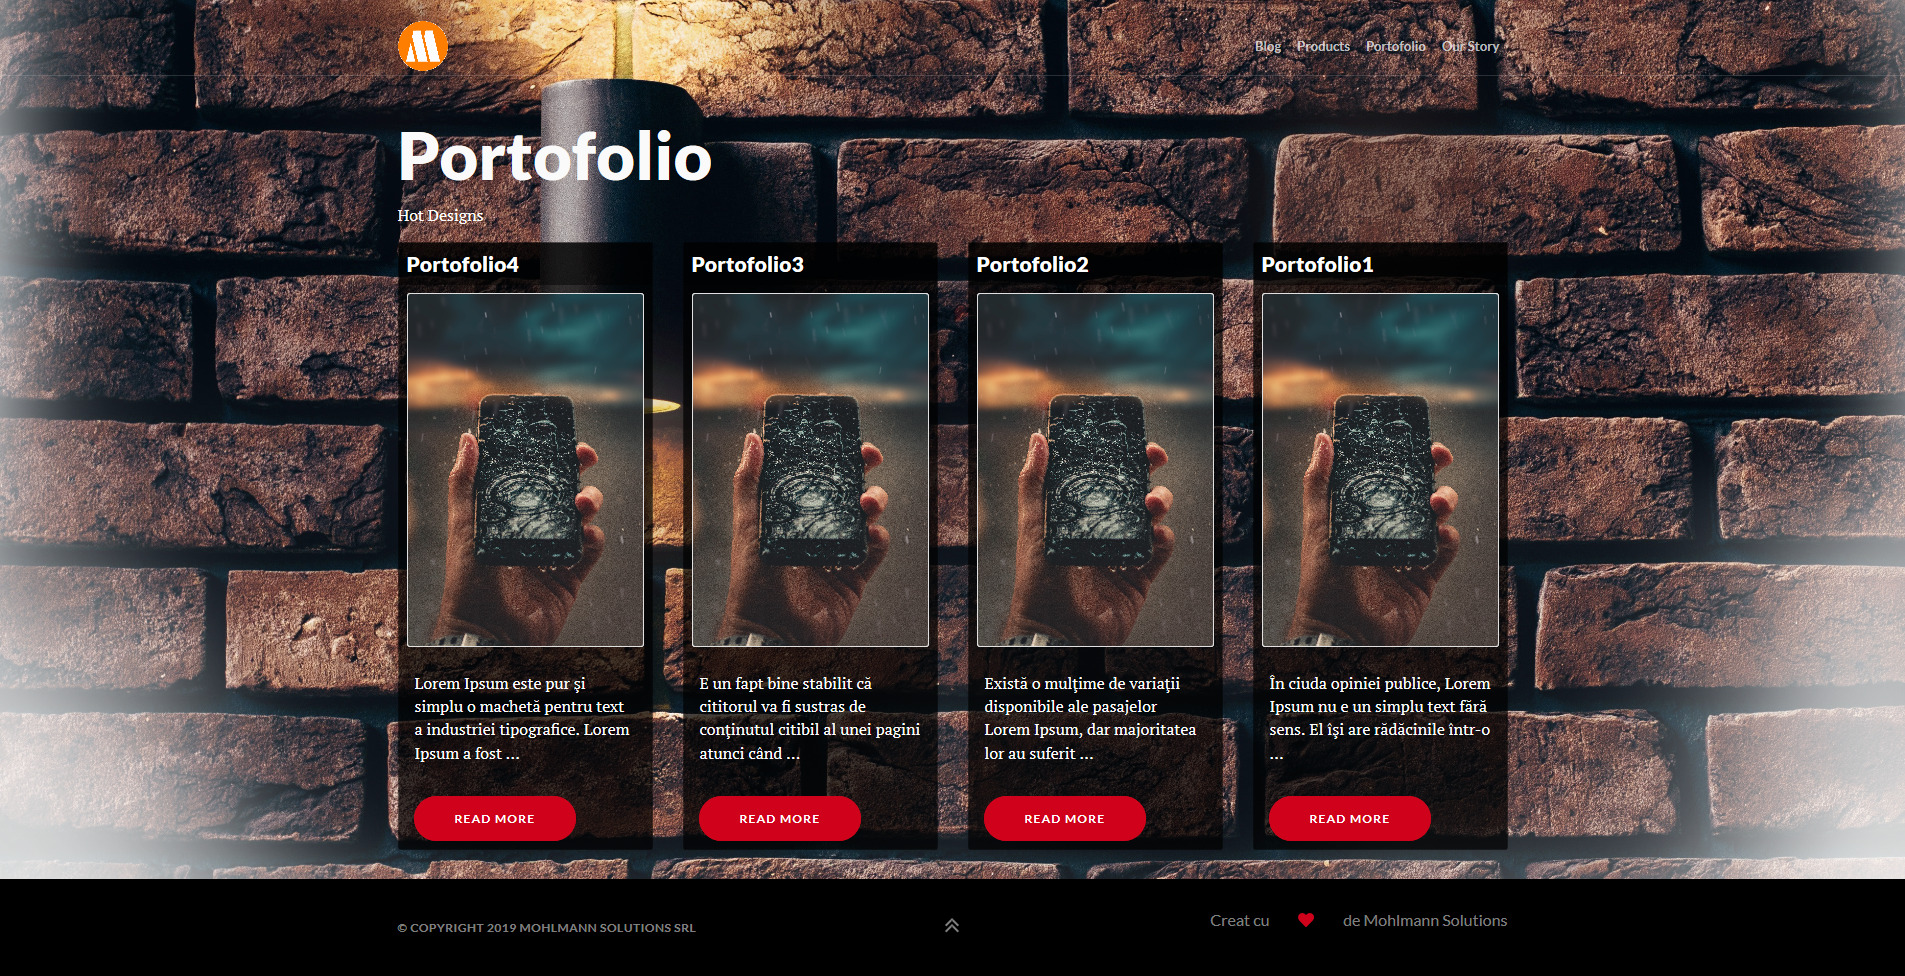 Blog Products Portofolio Our Story
Portofolio
Hot Designs
Portofolio4
Lorem Ipsum este pur şi
simplu o machetă pentru text
a industriei tipografice. Lorem
Ipsum a fost ...
READ MORE
Portofolio3
E un fapt bine stabilit că
cititorul va fi sustras de
conţinutul citibil al unei pagini
atunci când ...
READ MORE
Portofolio2
Există o mulţime de variaţii
disponibile ale pasajelor
Lorem Ipsum, dar majoritatea
lor au suferit ...
READ MORE
Portofolio1
În ciuda opiniei publice, Lorem
Ipsum nu e un simplu text fără
sens. El îşi are rădăcinile într-o
...
READ MORE
© COPYRIGHT 2019 MOHLMANN SOLUTIONS SRL
Creat cu ♥ de Mohlmann Solutions